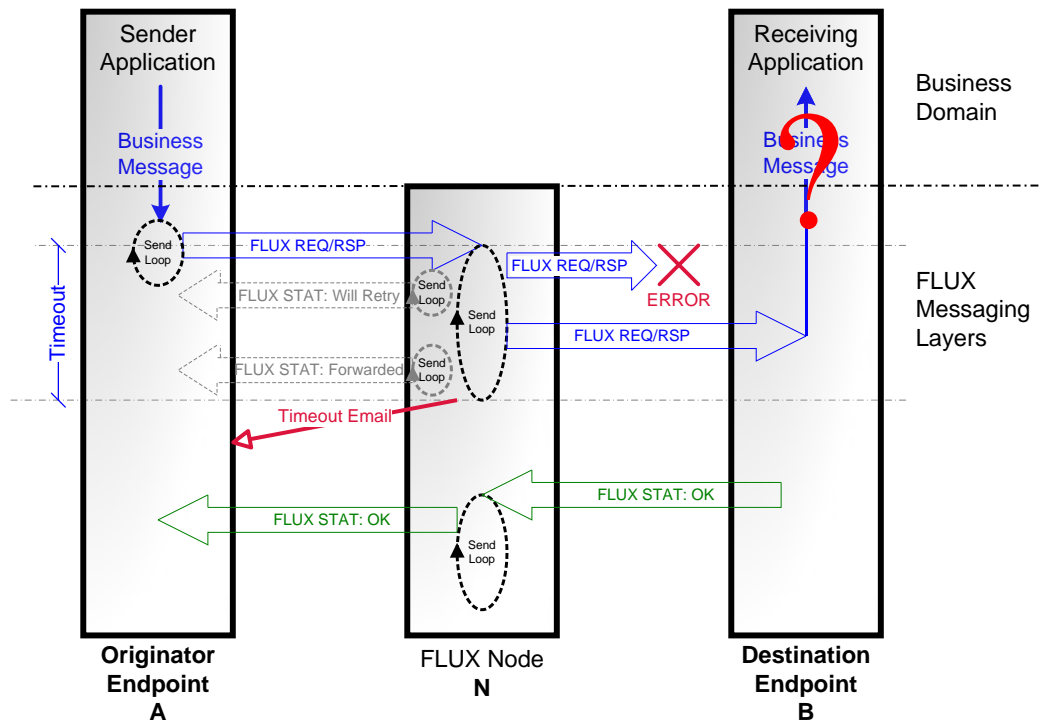 Sender
Application
Receiving
Application
Business
Domain
Business
Message
Business
Message
?
Send
Loop
FLUX REQ/RSP
FLUX REQ/RSP
ERROR
FLUX STAT: Will Retry
Send
Loop
Send
Loop
FLUX
Messaging
Layers
Timeout
FLUX REQ/RSP
FLUX STAT: Forwarded
Send
Loop
Timeout Email
FLUX STAT: OK
FLUX STAT: OK
Send
Loop
Originator
Endpoint
A
FLUX Node
N
Destination
Endpoint
B